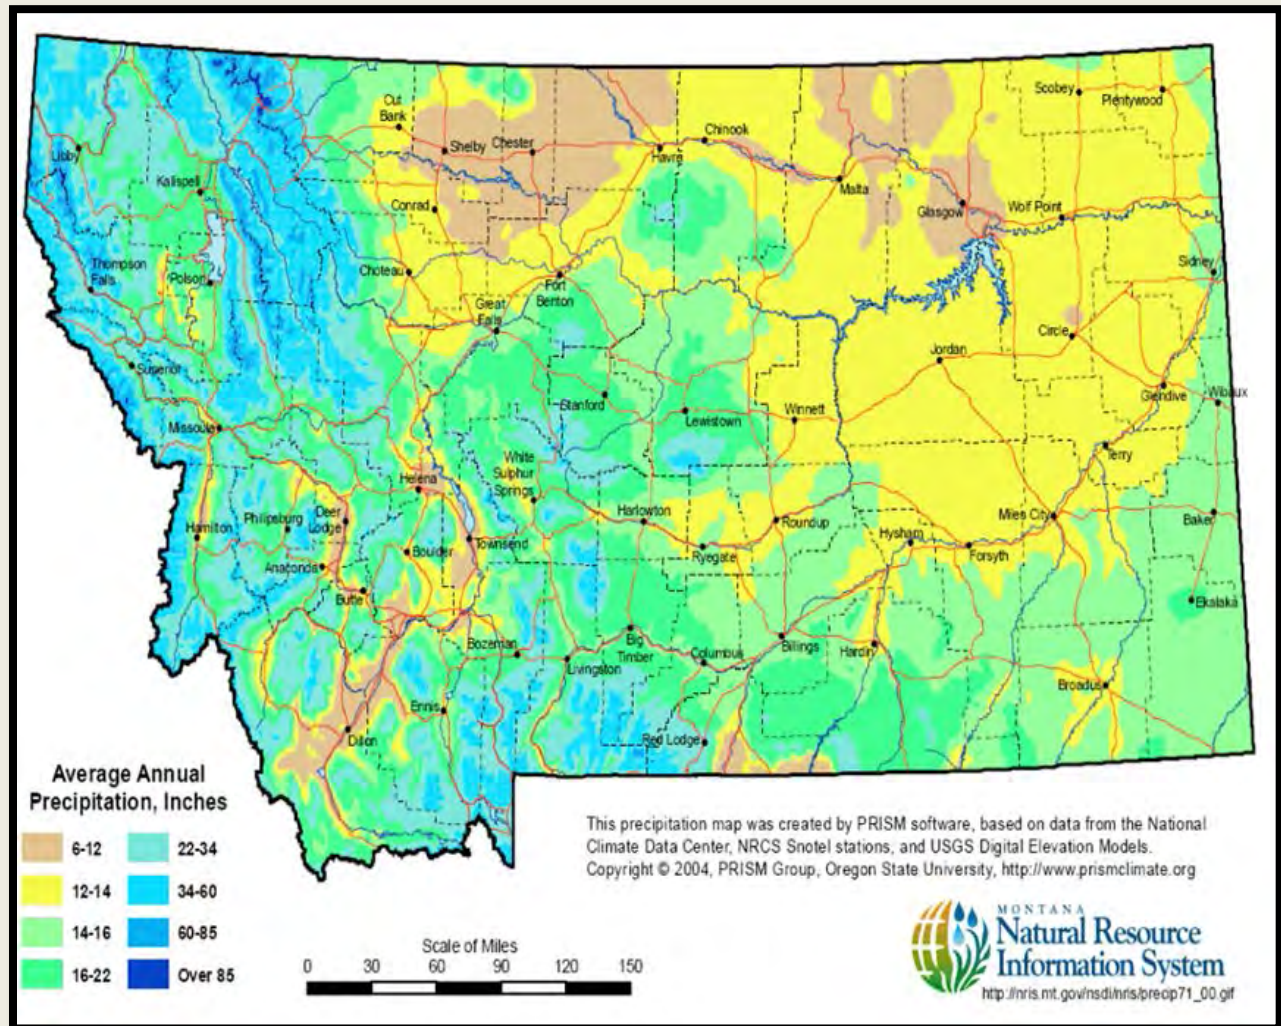 Cut
Bank
Scobey
Plentywood
Libby
Shelby
Chester
Havre
Chinook
Kalispell
Malta
Conrad
Glasgow
Wolf Point
Thompson
Falls
Polson
Choteau
Fort
Benton
Sidney
Great
Falls
Circle
Superior
Jordan
Stanford
Lewistown
Winnett
Glendive
Wibaux
Missoula
White
Sulphur
Springs
Terry
Helena
Hamilton
Philipsburg
Deer
Lodge
Harlowton
Roundup
Miles City
Baker
Boulder
Townsend
Ryegate
Hysham
Forsyth
Anaconda
Butte
Ekalaka
Bozeman
Livingston
Big
Timber
Columbus
Billings
Hardin
Ennis
Broadus
Dillon
Red Lodge
Average Annual
Precipitation, Inches
6-12
22-34
12-14
34-60
14-16
60-85
16-22
Over 85
Scale of Miles
0 30 60 90 120 150
This precipitation map was created by PRISM software, based on data from the National
Climate Data Center, NRCS Snotel stations, and USGS Digital Elevation Models.
Copyright © 2004, PRISM Group, Oregon State University, http://www.prismclimate.org
MONTANA
Natural Resource
Information System
http://nris.mt.gov/nsdi/nris/precip71_00.gif